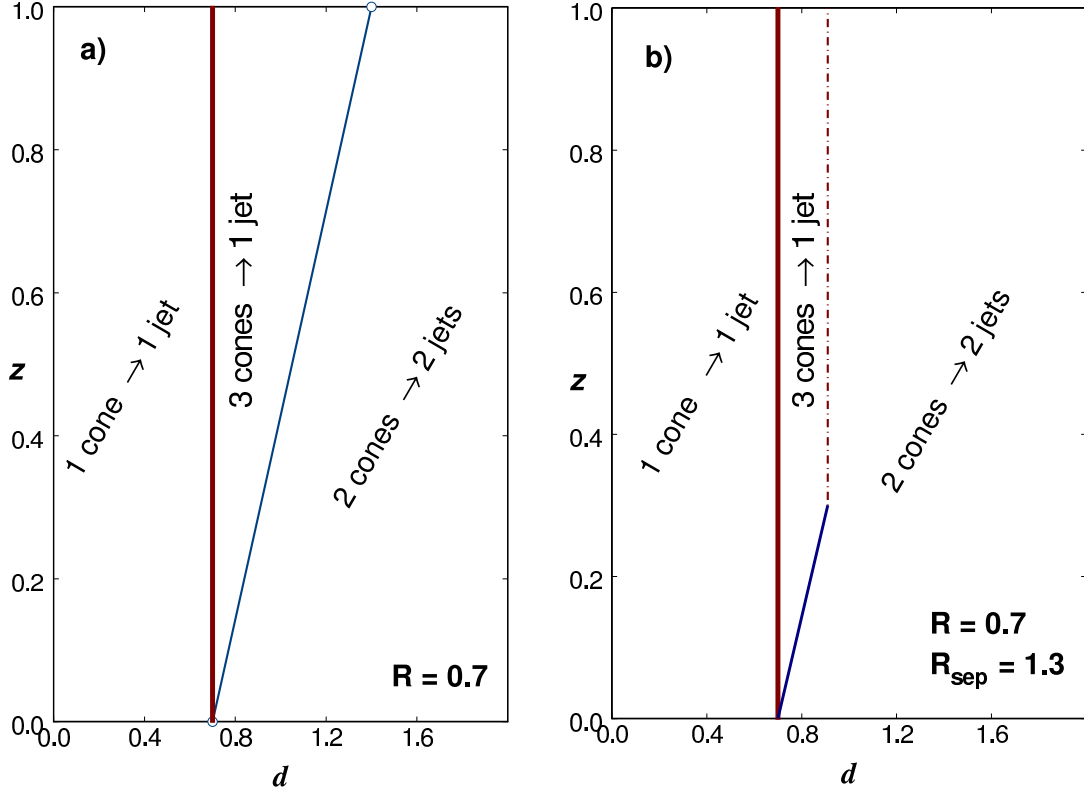 a)
1.0
0.8
0.6
0.4
0.2
0.0
z
0.0
0.4
0.8
1.2
1.6
d
1 cone → 1 jet
3 cones → 1 jet
2 cones → 2 jets
R = 0.7
b)
1.0
0.8
0.6
0.4
0.2
0.0
z
0.0
0.4
0.8
1.2
1.6
d
1 cone → 1 jet
3 cones → 1 jet
2 cones → 2 jets
R = 0.7
Rsep = 1.3